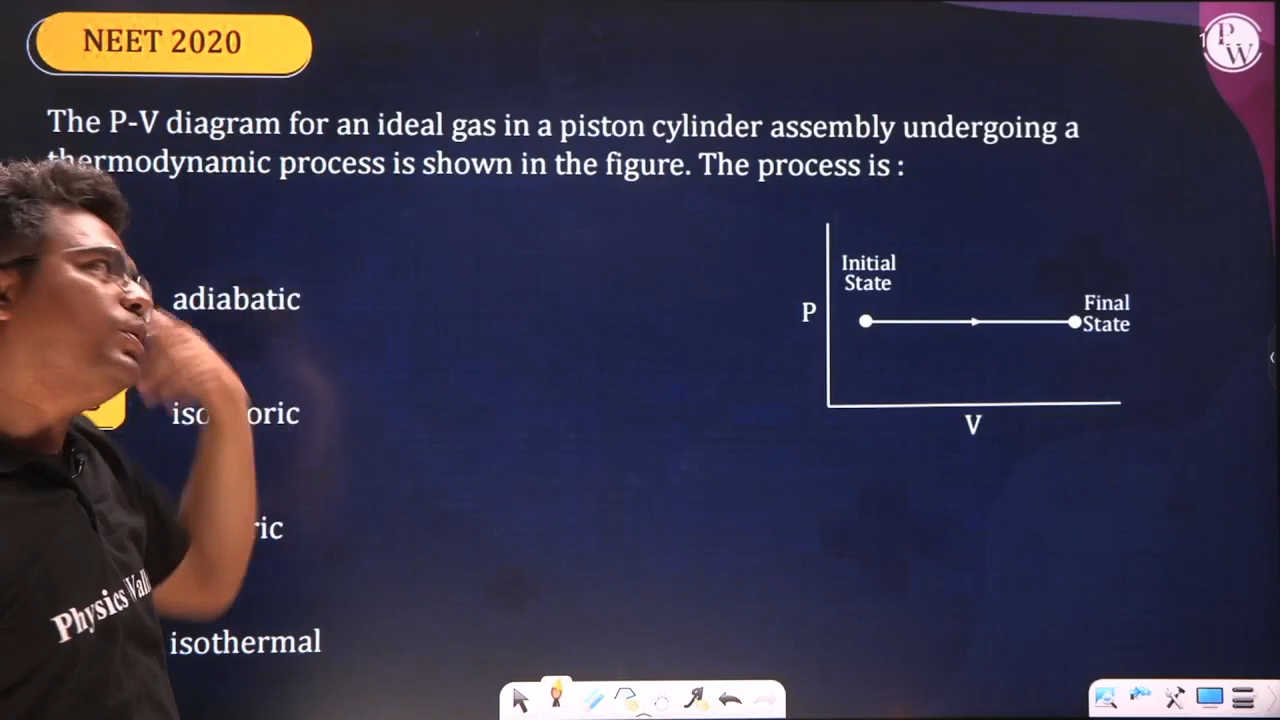 NEET 2020
The P-V diagram for an ideal gas in a piston cylinder assembly undergoing a
thermodynamic process is shown in the figure. The process is :
adiabatic
isothermal
Initial
State
P
Final
State
V
PW
Physics